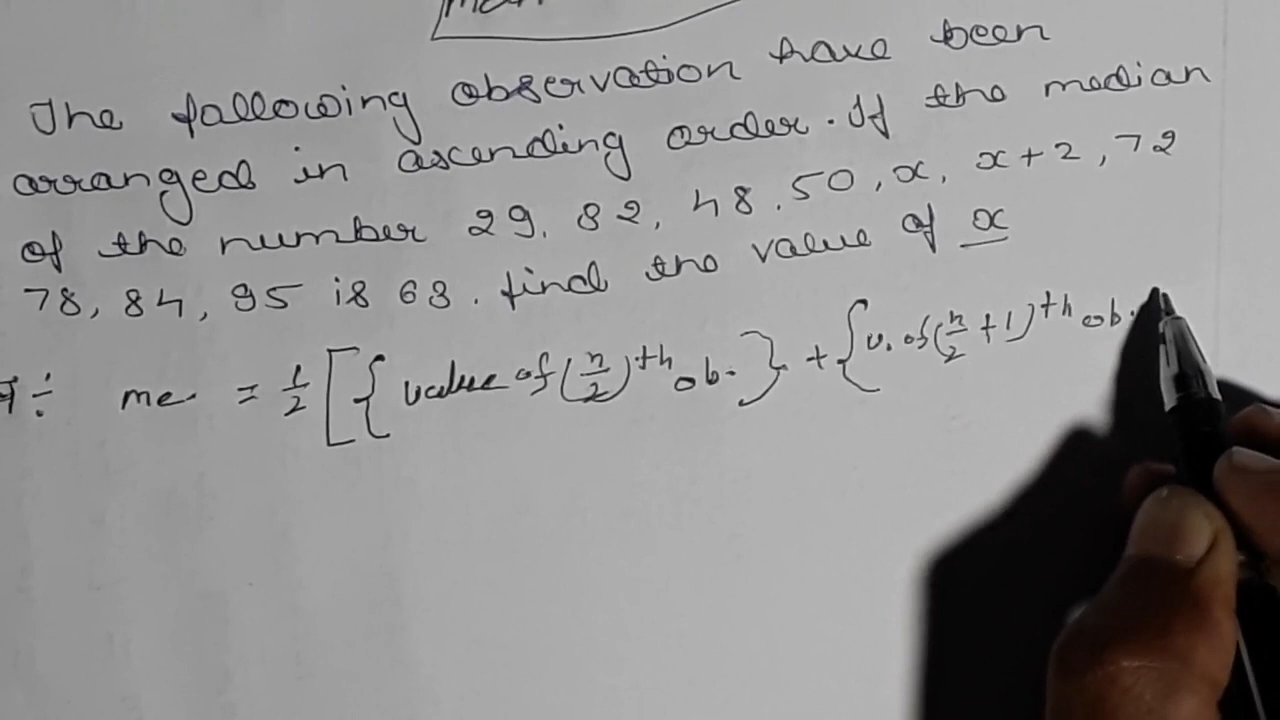 The following observation have been
arranged in ascending order. If the median
of the number 29, 32, 48, 50, x, x+2, 72
78, 84, 95 is 63. find the value of x
me. = 1/2 [{value of (n/2)th ob.} + {v. of (n/2 + 1)th ob.